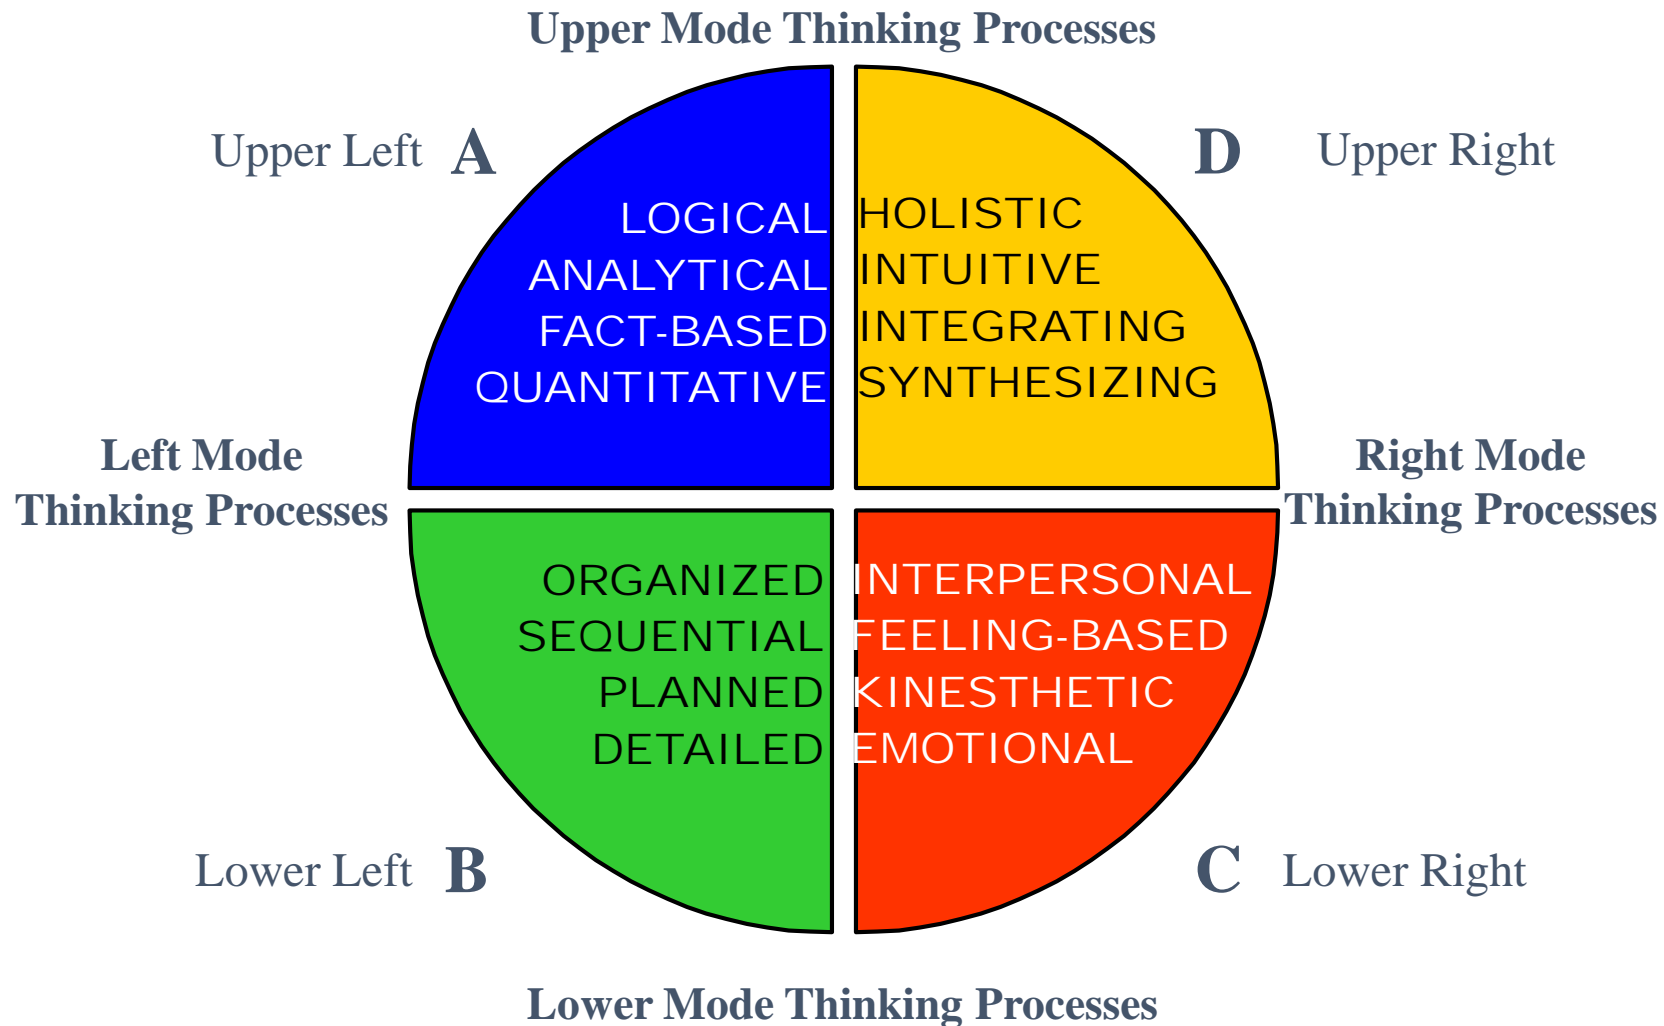 Upper Mode Thinking Processes
Upper Left A
D Upper Right
LOGICAL
ANALYTICAL
FACT-BASED
QUANTITATIVE
HOLISTIC
INTUITIVE
INTEGRATING
SYNTHESIZING
Left Mode
Thinking Processes
Right Mode
Thinking Processes
ORGANIZED
SEQUENTIAL
PLANNED
DETAILED
INTERPERSONAL
FEELING-BASED
KINESTHETIC
EMOTIONAL
Lower Left B
C Lower Right
Lower Mode Thinking Processes